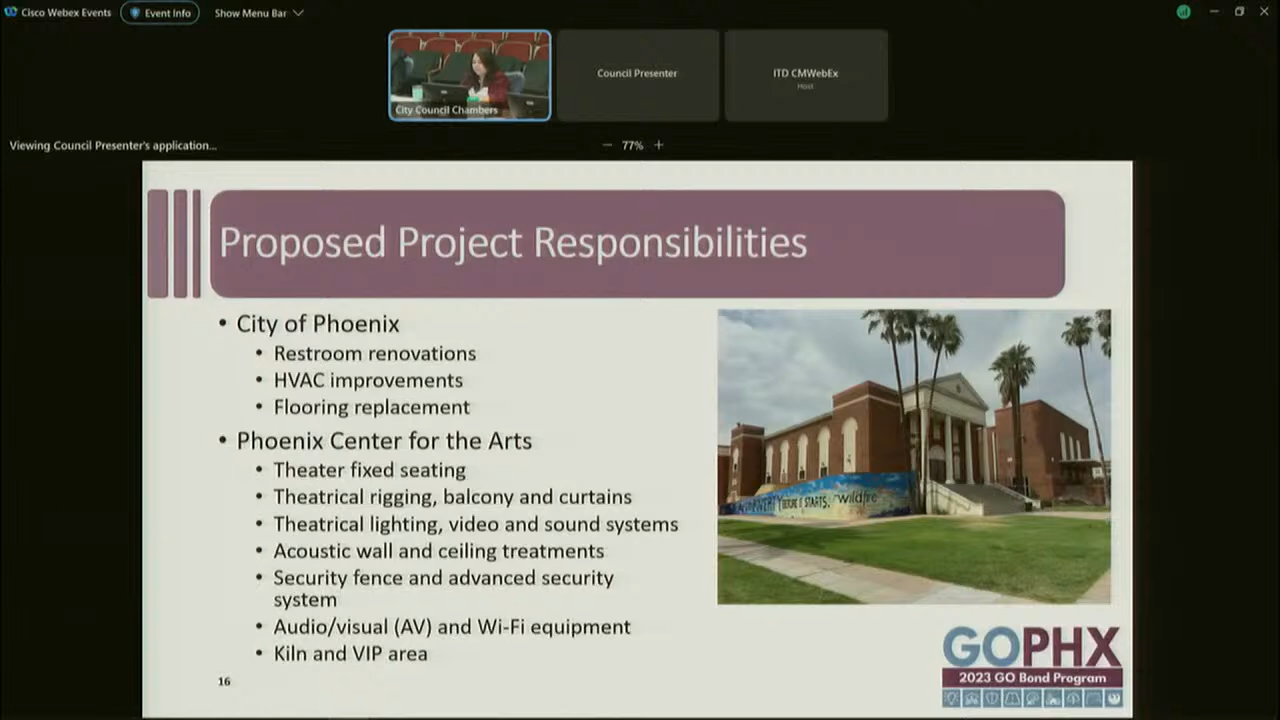 Cisco Webex Events
Event Info
Show Menu Bar
City Council Chambers
Council Presenter
ITD CMWebEx
Host
Viewing Council Presenter's application...
77%
Proposed Project Responsibilities
• City of Phoenix
• Restroom renovations
• HVAC improvements
• Flooring replacement
• Phoenix Center for the Arts
• Theater fixed seating
• Theatrical rigging, balcony and curtains
• Theatrical lighting, video and sound systems
• Acoustic wall and ceiling treatments
• Security fence and advanced security
system
• Audio/visual (AV) and Wi-Fi equipment
• Kiln and VIP area
STARTS.
wildfire
16
GOPHX
2023 GO Bond Program